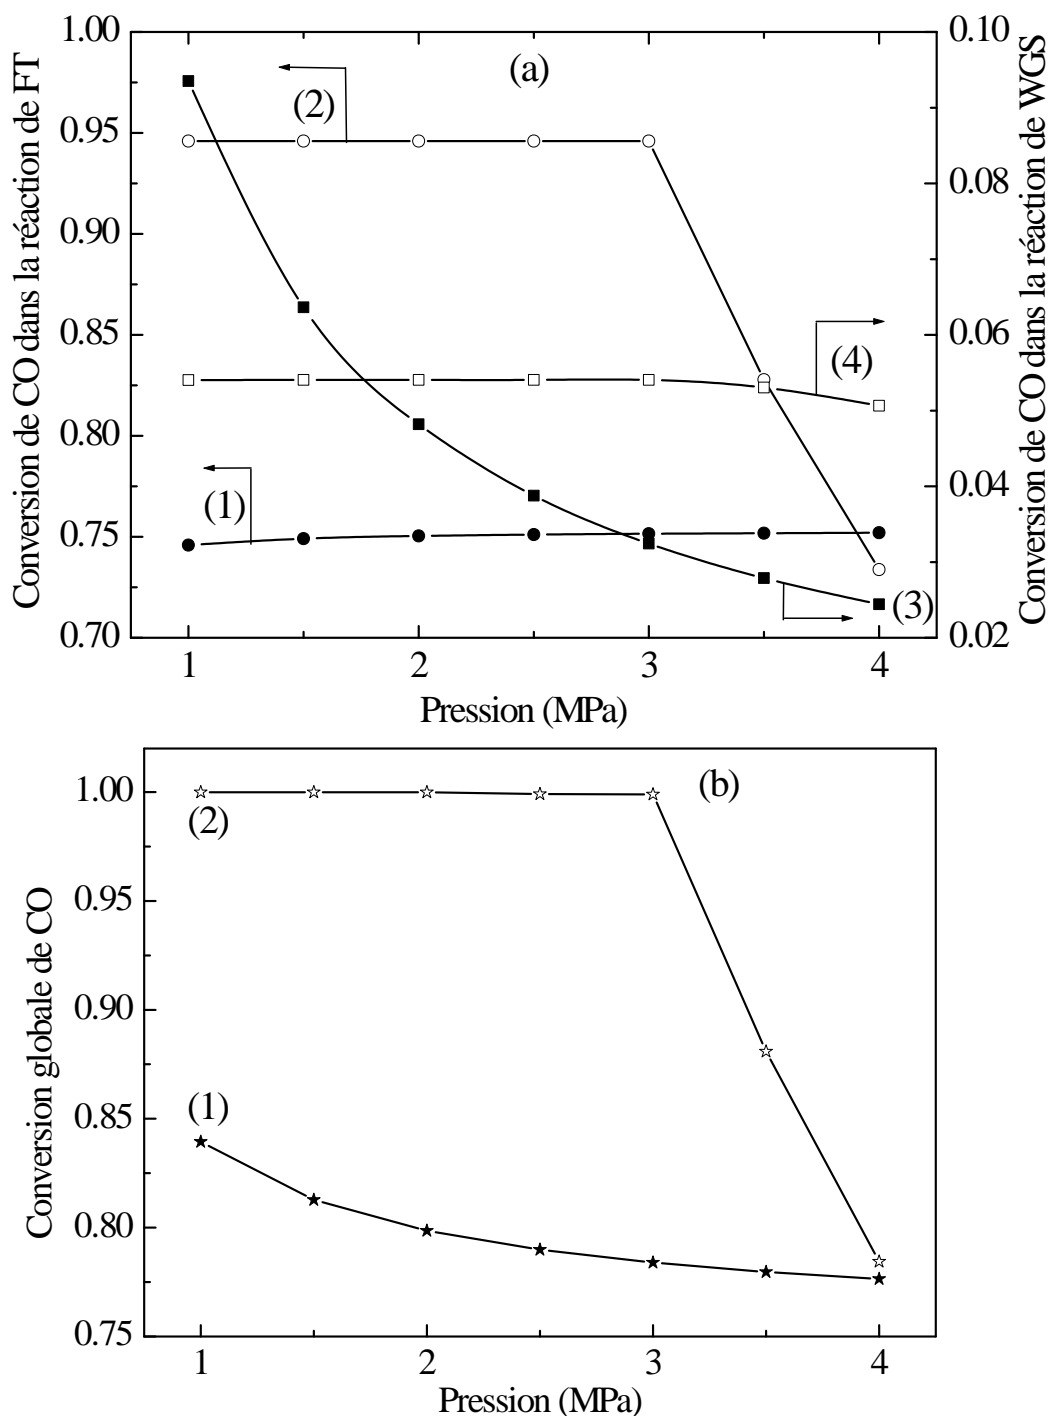 (a)
Conversion de CO dans la réaction de FT
Conversion de CO dans la réaction de WGS
1.00
0.95
0.90
0.85
0.80
0.75
0.70
0.10
0.08
0.06
0.04
0.02
(2)
(4)
(1)
(3)
1 2 3 4
Pression (MPa)
(b)
Conversion globale de CO
1.00
0.95
0.90
0.85
0.80
0.75
(2)
(1)
1 2 3 4
Pression (MPa)